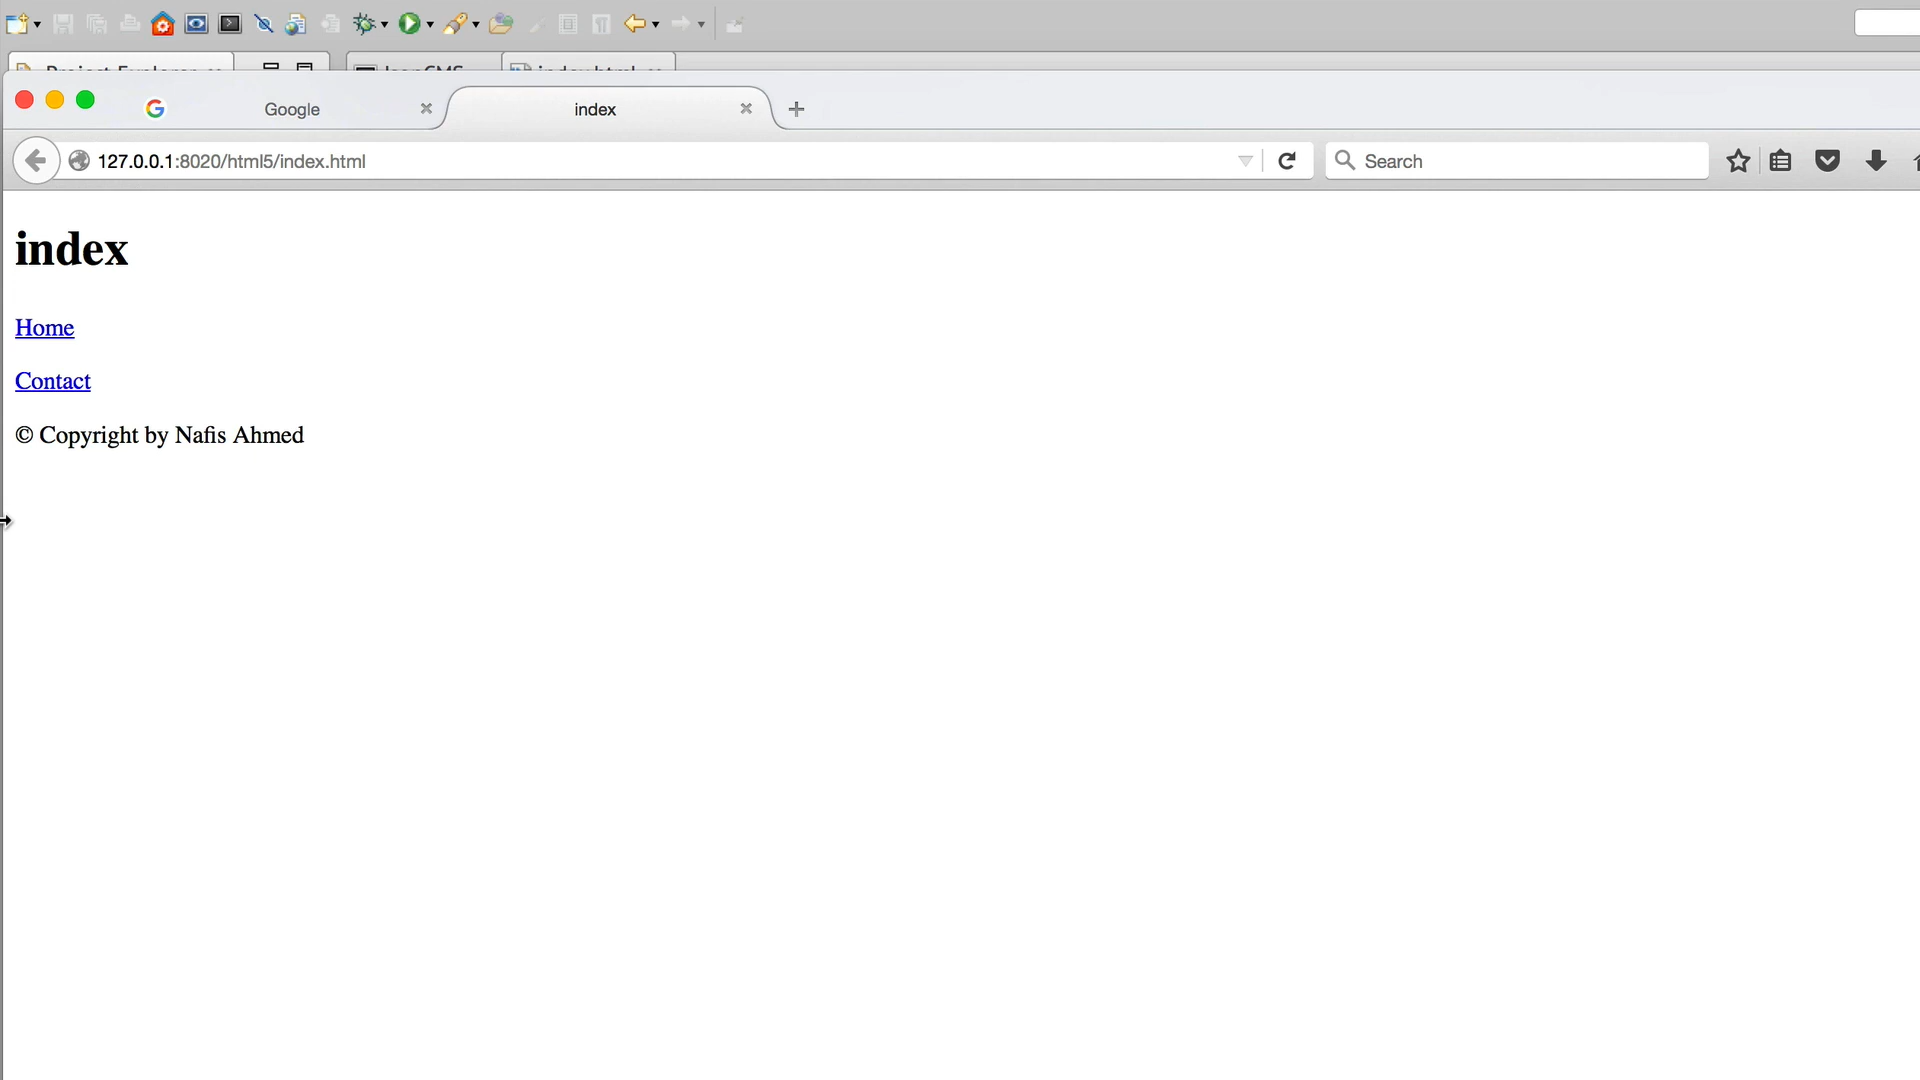 Google
index
127.0.0.1:8020/html5/index.html
Search
index
Home
Contact
© Copyright by Nafis Ahmed